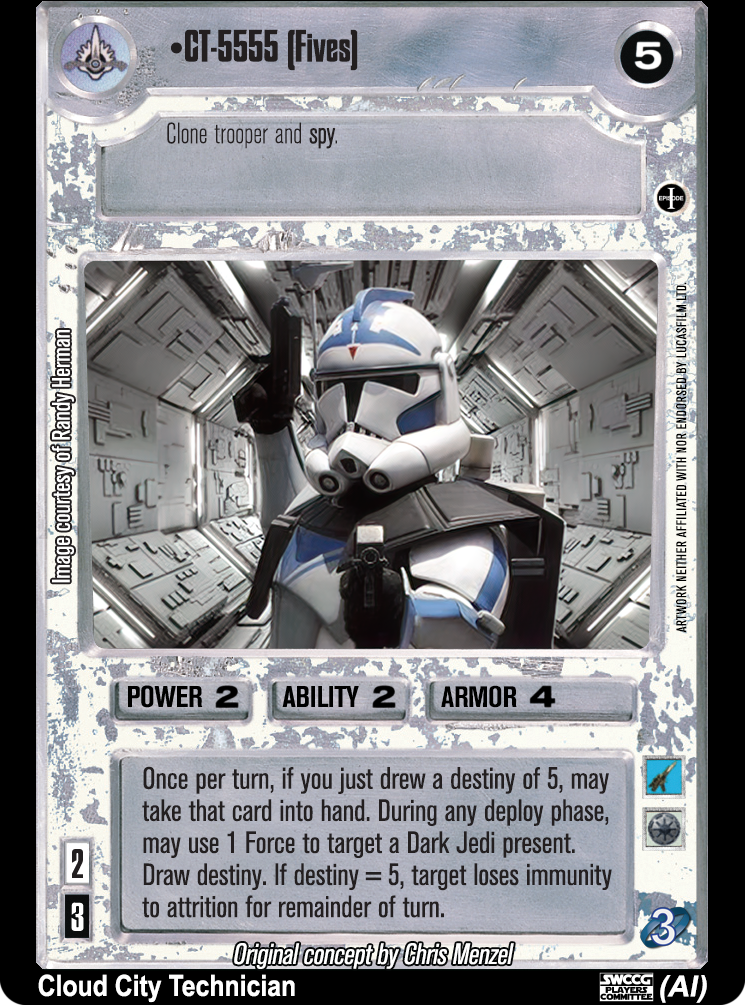 •CT-5555 (Fives)
5
Clone trooper and spy.
EPISODE I
Image courtesy of Randy Herman
ARTWORK NEITHER AFFILIATED WITH NOR ENDORSED BY LUCASFILM LTD.
POWER 2
ABILITY 2
ARMOR 4
Once per turn, if you just drew a destiny of 5, may
take that card into hand. During any deploy phase,
may use 1 Force to target a Dark Jedi present.
Draw destiny. If destiny = 5, target loses immunity
to attrition for remainder of turn.
2
3
3
Original concept by Chris Menzel
Cloud City Technician
SWCCG
PLAYERS
COMMITTEE
(AI)